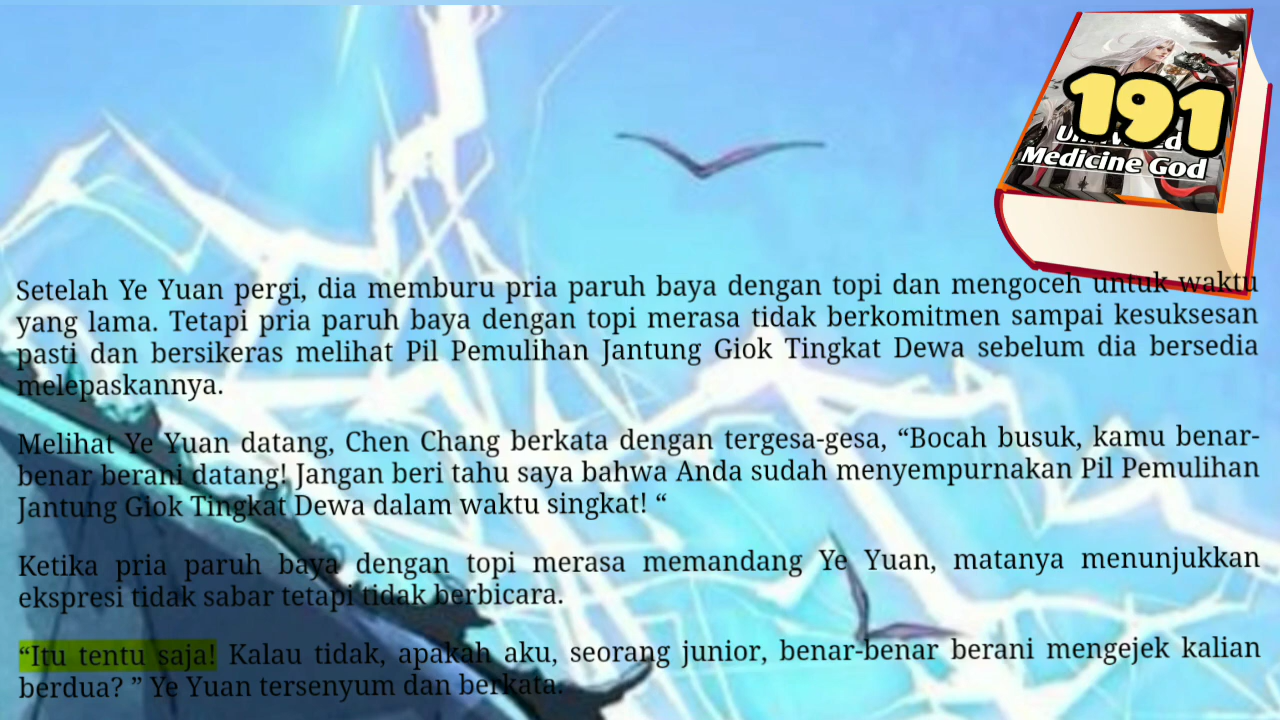 191
Medicine God
Setelah Ye Yuan pergi, dia memburu pria paruh baya dengan topi dan mengoceh untuk waktu
yang lama. Tetapi pria paruh baya dengan topi merasa tidak berkomitmen sampai kesuksesan
pasti dan bersikeras melihat Pil Pemulihan Jantung Giok Tingkat Dewa sebelum dia bersedia
melepaskannya.
Melihat Ye Yuan datang, Chen Chang berkata dengan tergesa-gesa, “Bocah busuk, kamu benar-
benar berani datang! Jangan beri tahu saya bahwa Anda sudah menyempurnakan Pil Pemulihan
Jantung Giok Tingkat Dewa dalam waktu singkat! “
Ketika pria paruh baya dengan topi merasa memandang Ye Yuan, matanya menunjukkan
ekspresi tidak sabar tetapi tidak berbicara.
“Itu tentu saja! Kalau tidak, apakah aku, seorang junior, benar-benar berani mengejek kalian
berdua? ” Ye Yuan tersenyum dan berkata.